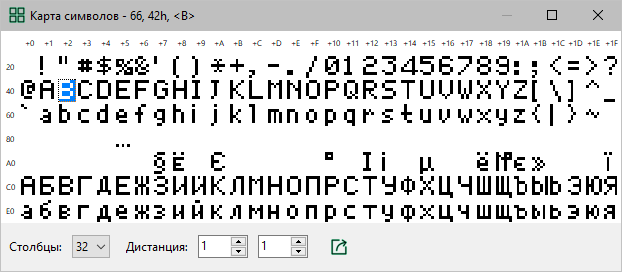 Карта символов - 66, 42h, <B>
+0 +1 +2 +3 +4 +5 +6 +7 +8 +9 +A +B +C +D +E +F +10 +11 +12 +13 +14 +15 +16 +17 +18 +19 +1A +1B +1C +1D +1E +1F
20 ! " # $ % & ' ( ) * + , - . / 0 1 2 3 4 5 6 7 8 9 : ; < = > ?
40 @ A B C D E F G H I J K L M N O P Q R S T U V W X Y Z [ \ ] ^ _
60 ` a b c d e f g h i j k l m n o p q r s t u v w x y z { | } ~
80 …
A0 § Ё Є ° І і µ ё № є » ї
C0 А Б В Г Д Е Ж З И Й К Л М Н О П Р С Т У Ф Х Ц Ч Ш Щ Ъ Ы Ь Э Ю Я
E0 а б в г д е ж з и й к л м н о п р с т у ф х ц ч ш щ ъ ы ь э ю я
Столбцы: 32 Дистанция: 1 1